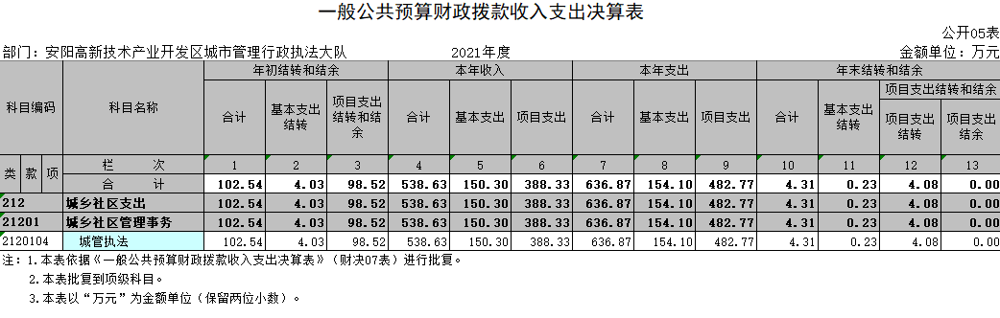 一般公共预算财政拨款收入支出决算表
公开05表
部门：安阳高新技术产业开发区城市管理行政执法大队 2021年度 金额单位：万元
科目编码 科目名称 年初结转和结余 本年收入 本年支出 年末结转和结余
合计 基本支出结转 项目支出结转和结余 合计 基本支出 项目支出 合计 基本支出 项目支出 合计 基本支出结转 项目支出结转和结余
项目支出结转 项目支出结余
类 款 项 栏 次 1 2 3 4 5 6 7 8 9 10 11 12 13
合 计 102.54 4.03 98.52 538.63 150.30 388.33 636.87 154.10 482.77 4.31 0.23 4.08 0.00
212 城乡社区支出 102.54 4.03 98.52 538.63 150.30 388.33 636.87 154.10 482.77 4.31 0.23 4.08 0.00
21201 城乡社区管理事务 102.54 4.03 98.52 538.63 150.30 388.33 636.87 154.10 482.77 4.31 0.23 4.08 0.00
2120104 城管执法 102.54 4.03 98.52 538.63 150.30 388.33 636.87 154.10 482.77 4.31 0.23 4.08 0.00
注：1.本表依据《一般公共预算财政拨款收入支出决算表》（财决07表）进行批复。
2.本表批复到项级科目。
3.本表以“万元”为金额单位（保留两位小数）。